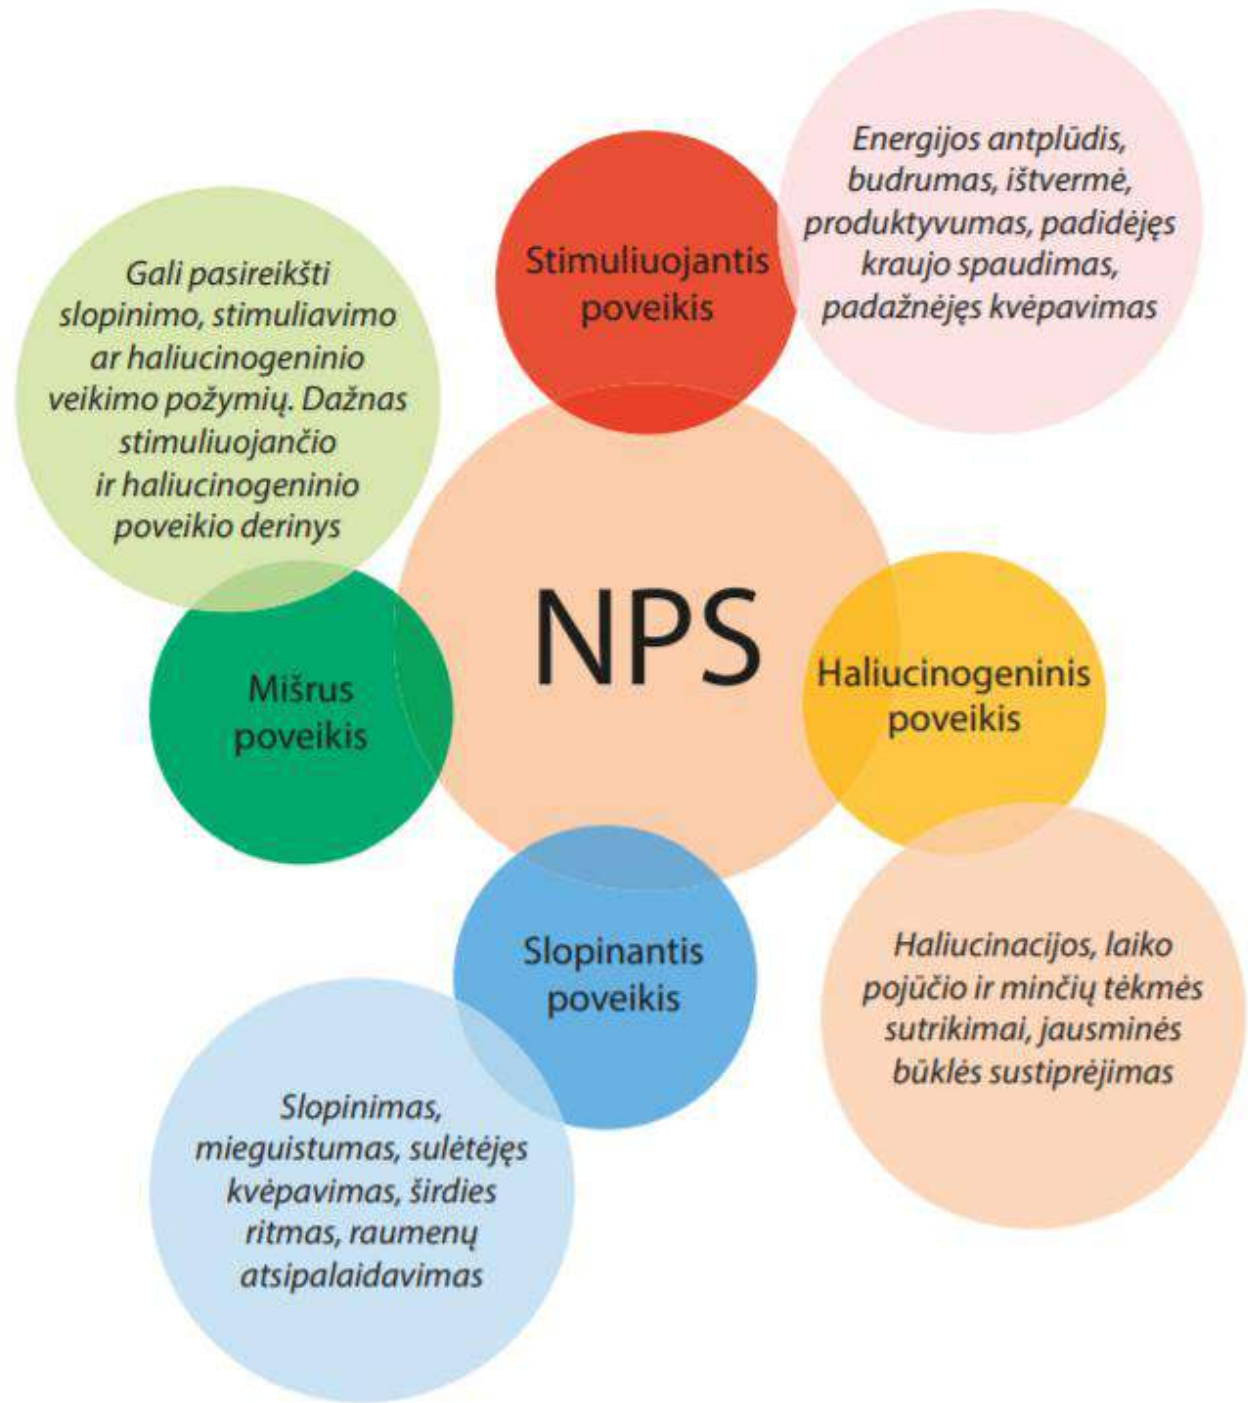 Energijos antplūdis,
budrumas, ištvermė,
produktyvumas, padidėjęs
kraujo spaudimas,
padažnėjęs kvėpavimas
Stimuliuojantis
poveikis
Gali pasireikšti
slopinimo, stimuliavimo
ar haliucinogeninio
veikimo požymių. Dažnas
stimuliuojančio
ir haliucinogeninio
poveikio derinys
NPS
Mišrus
poveikis
Haliucinogeninis
poveikis
Slopinantis
poveikis
Haliucinacijos, laiko
pojūčio ir minčių tėkmės
sutrikimai, jausminės
būklės sustiprėjimas
Slopinimas,
mieguistumas, sulėtėjęs
kvėpavimas, širdies
ritmas, raumenų
atsipalaidavimas